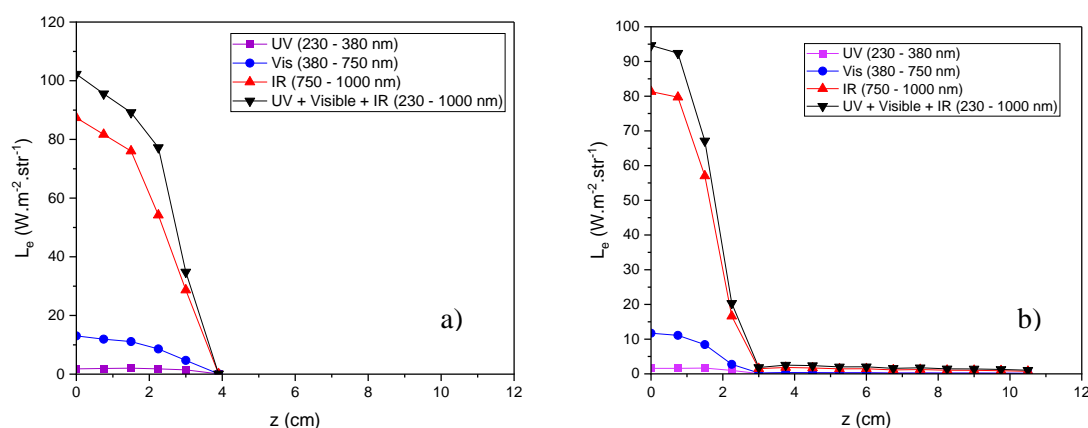 120
100
80
60
40
20
0
L_e (W.m^-2.str^-1)
UV (230 - 380 nm)
Vis (380 - 750 nm)
IR (750 - 1000 nm)
UV + Visible + IR (230 - 1000 nm)
a)
0 2 4 6 8 10 12
z (cm)
100
90
80
70
60
50
40
30
20
10
0
L_e (W.m^-2.str^-1)
UV (230 - 380 nm)
Vis (380 - 750 nm)
IR (750 - 1000 nm)
UV + Visible + IR (230 - 1000 nm)
b)
0 2 4 6 8 10 12
z (cm)